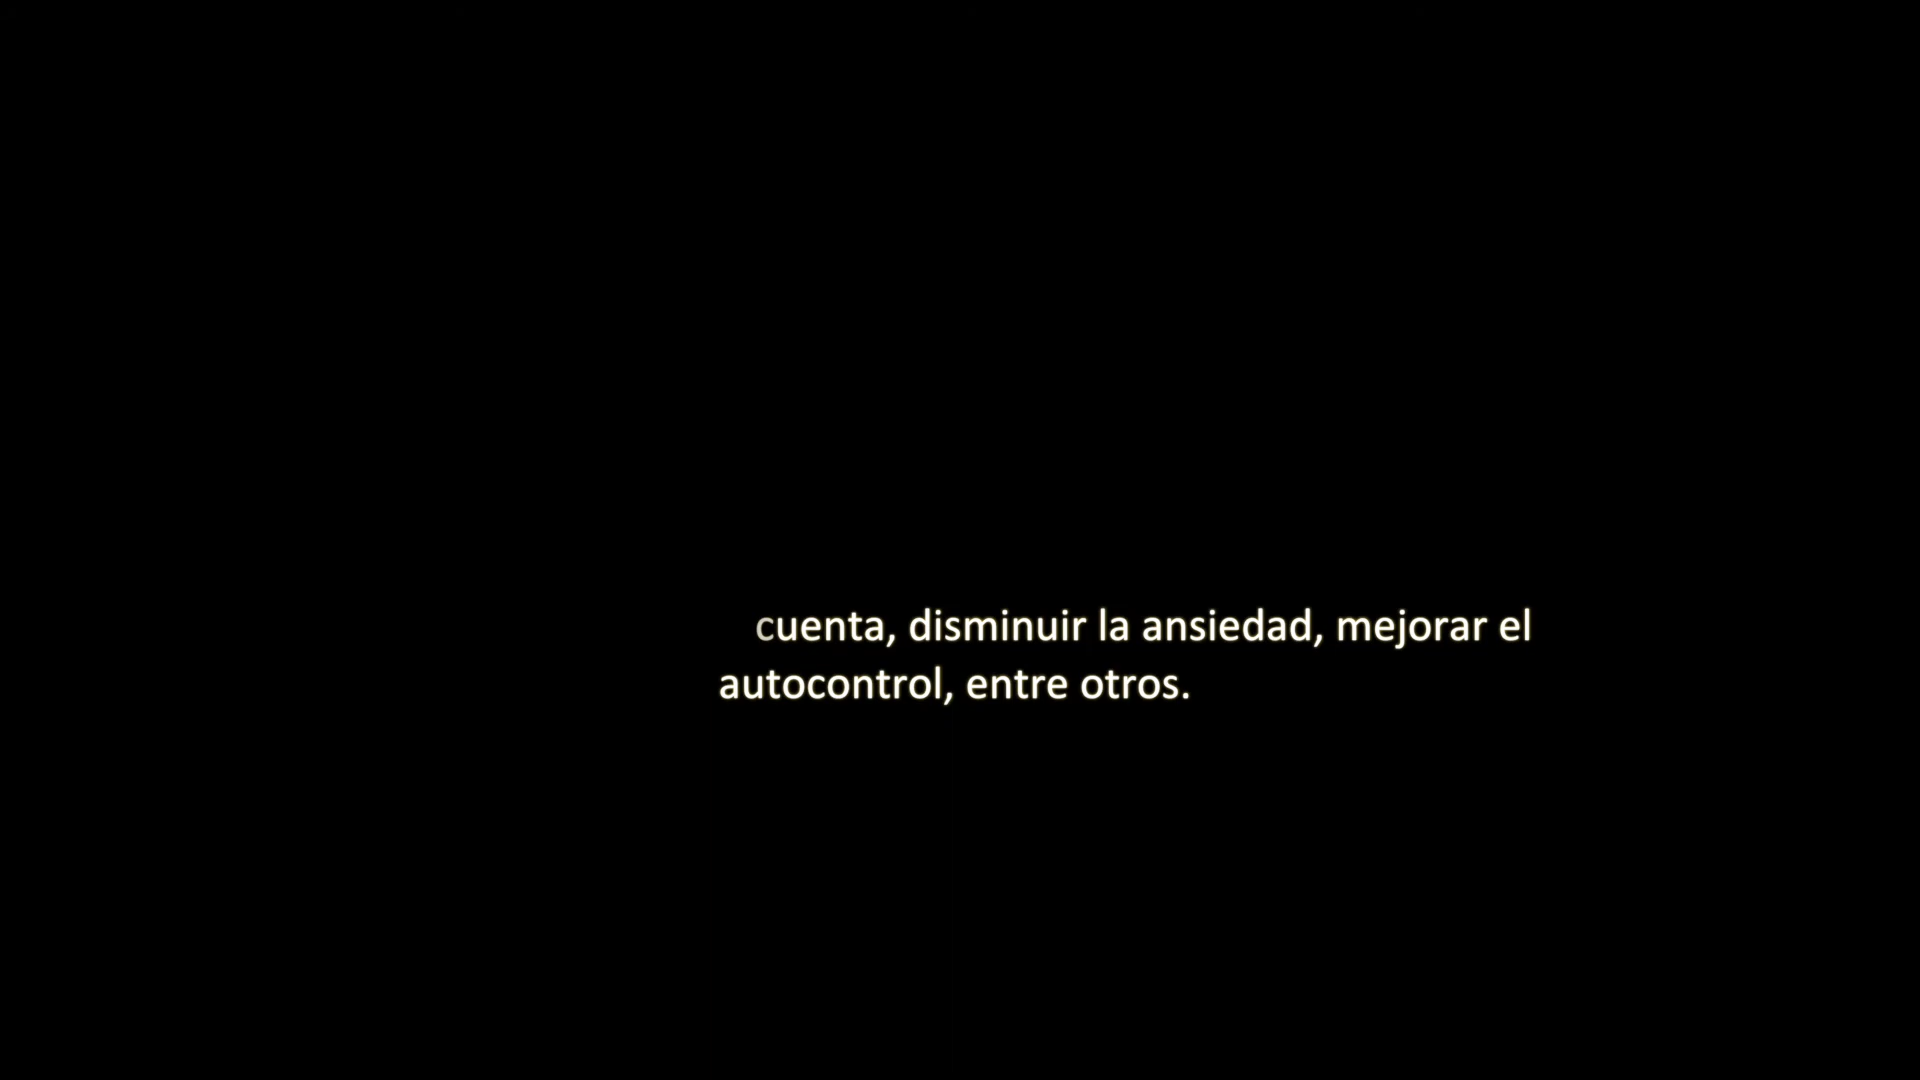 cuenta, disminuir la ansiedad, mejorar el
autocontrol, entre otros.